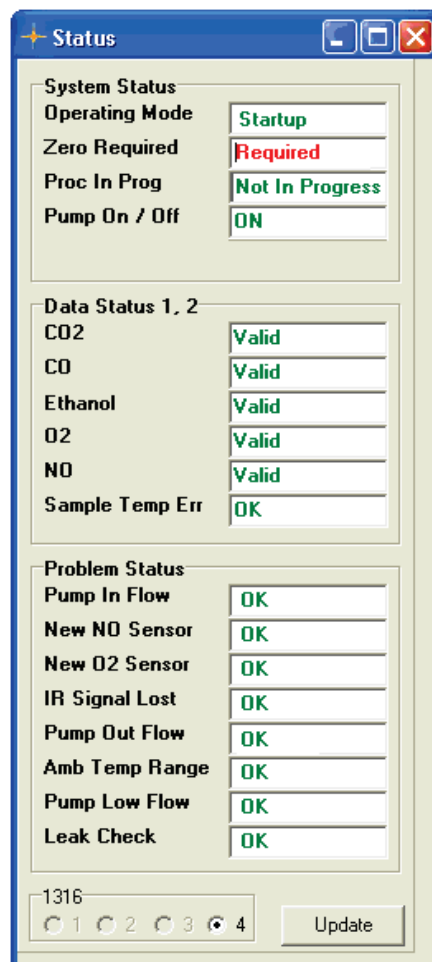 Status
System Status
Operating Mode Startup
Zero Required Required
Proc In Prog Not In Progress
Pump On / Off ON
Data Status 1, 2
CO2 Valid
CO Valid
Ethanol Valid
O2 Valid
NO Valid
Sample Temp Err OK
Problem Status
Pump In Flow OK
New NO Sensor OK
New O2 Sensor OK
IR Signal Lost OK
Pump Out Flow OK
Amb Temp Range OK
Pump Low Flow OK
Leak Check OK
1316
1 2 3 4 Update